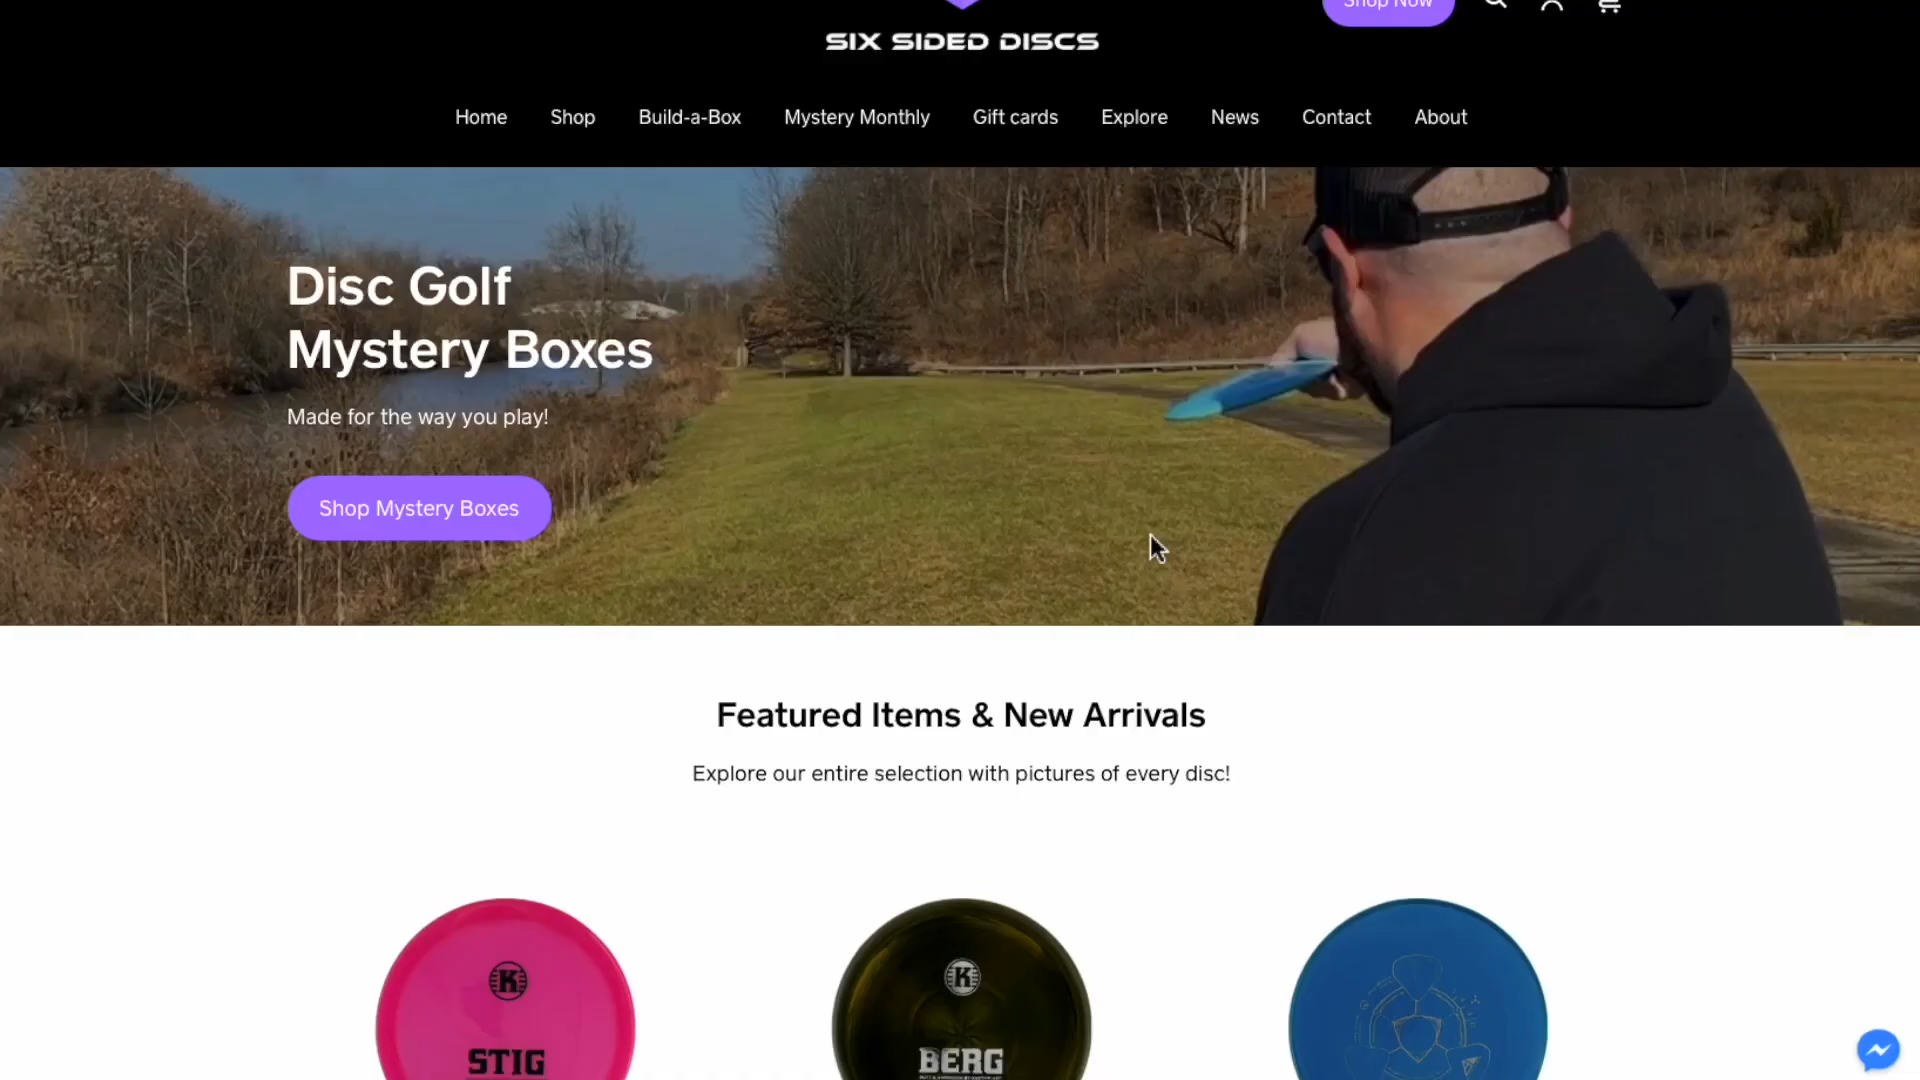 Shop Now
SIX SIDED DISCS
Home Shop Build-a-Box Mystery Monthly Gift cards Explore News Contact About
Disc Golf
Mystery Boxes
Made for the way you play!
Shop Mystery Boxes
Featured Items & New Arrivals
Explore our entire selection with pictures of every disc!
K K
STIG BERG